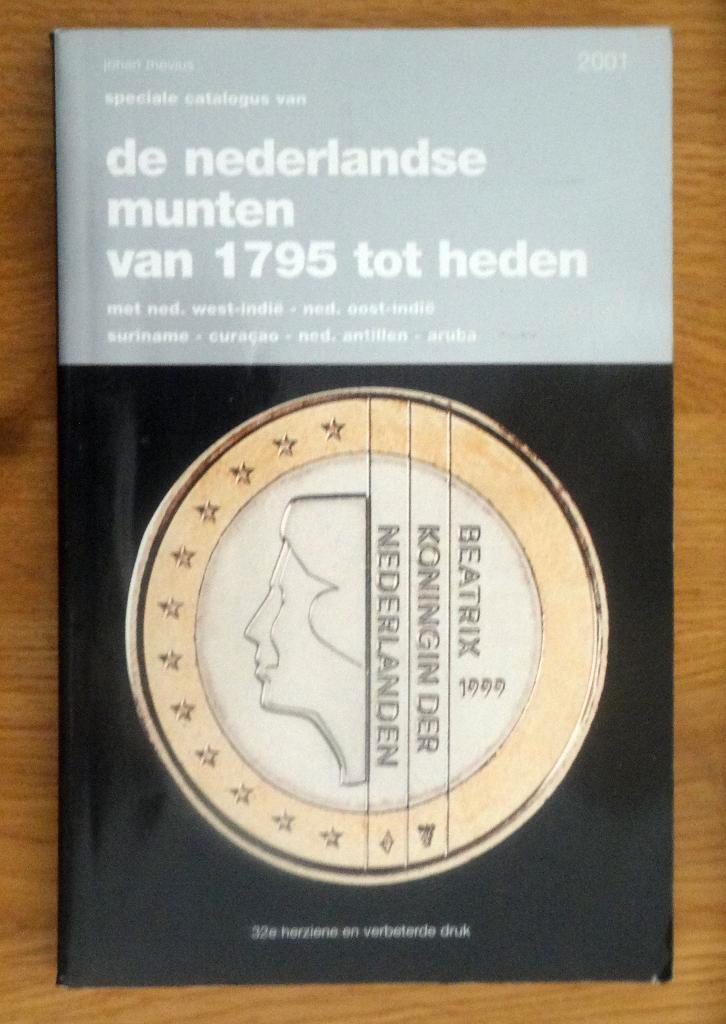 johan mevius
2001
speciale catalogus van
de nederlandse
munten
van 1795 tot heden
met ned. west-indië - ned. oost-indië
suriname - curaçao - ned. antillen - aruba
BEATRIX
1999
KONINGIN DER
NEDERLANDEN
32e herziene en verbeterde druk